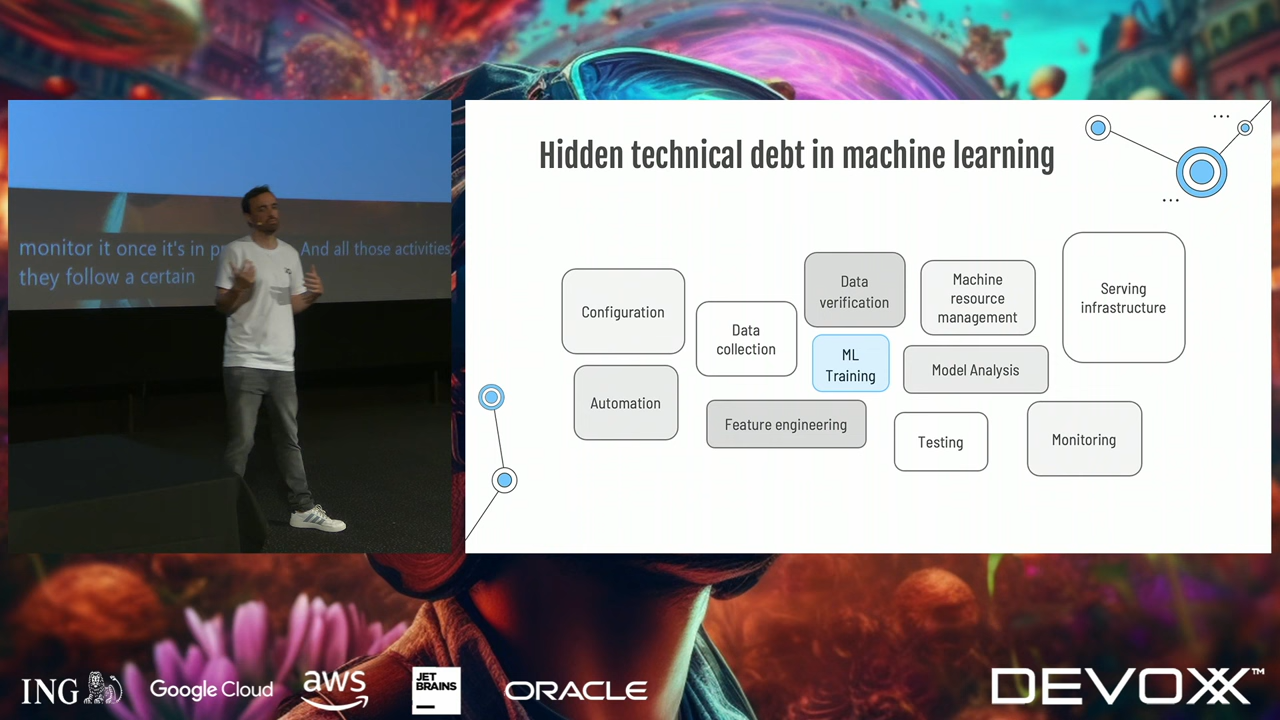 Hidden technical debt in machine learning
monitor it once it's in And all those activities
they follow a certain
Configuration
Data
collection
Data
verification
Machine
resource
management
Serving
infrastructure
ML
Training
Model Analysis
Automation
Feature engineering
Testing
Monitoring
ING
Google Cloud
aws
JET
BRAINS
ORACLE
DEVOXX™